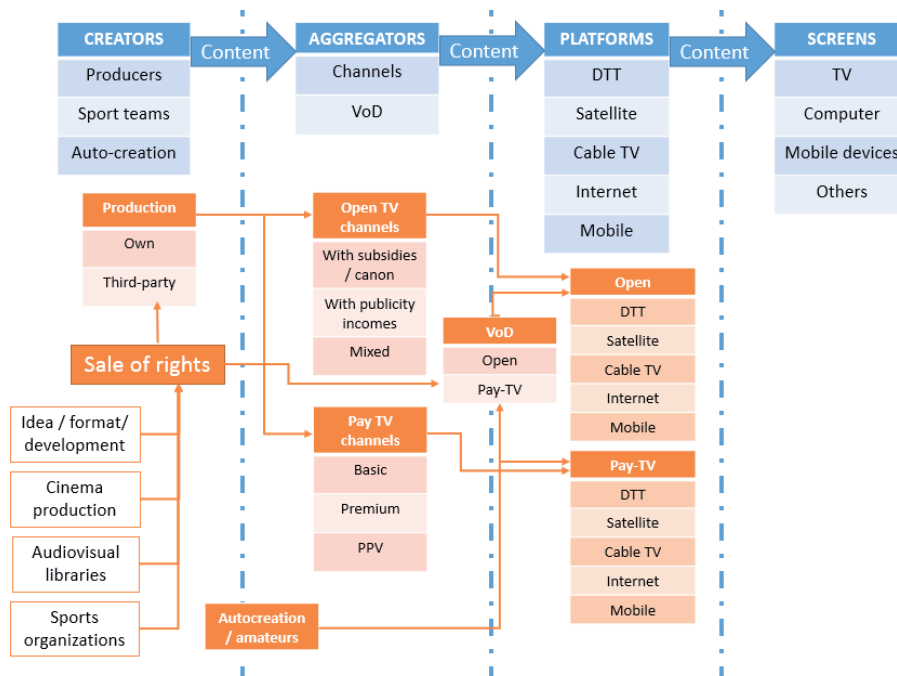 CREATORS
Producers
Sport teams
Auto-creation
Content
AGGREGATORS
Channels
VoD
Content
PLATFORMS
DTT
Satellite
Cable TV
Internet
Mobile
Content
SCREENS
TV
Computer
Mobile devices
Others
Production
Own
Third-party
Sale of rights
Idea / format/
development
Cinema
production
Audiovisual
libraries
Sports
organizations
Open TV
channels
With subsidies
/ canon
With publicity
incomes
Mixed
Pay TV
channels
Basic
Premium
PPV
Autocreation
/ amateurs
VoD
Open
Pay-TV
Open
DTT
Satellite
Cable TV
Internet
Mobile
Pay-TV
DTT
Satellite
Cable TV
Internet
Mobile